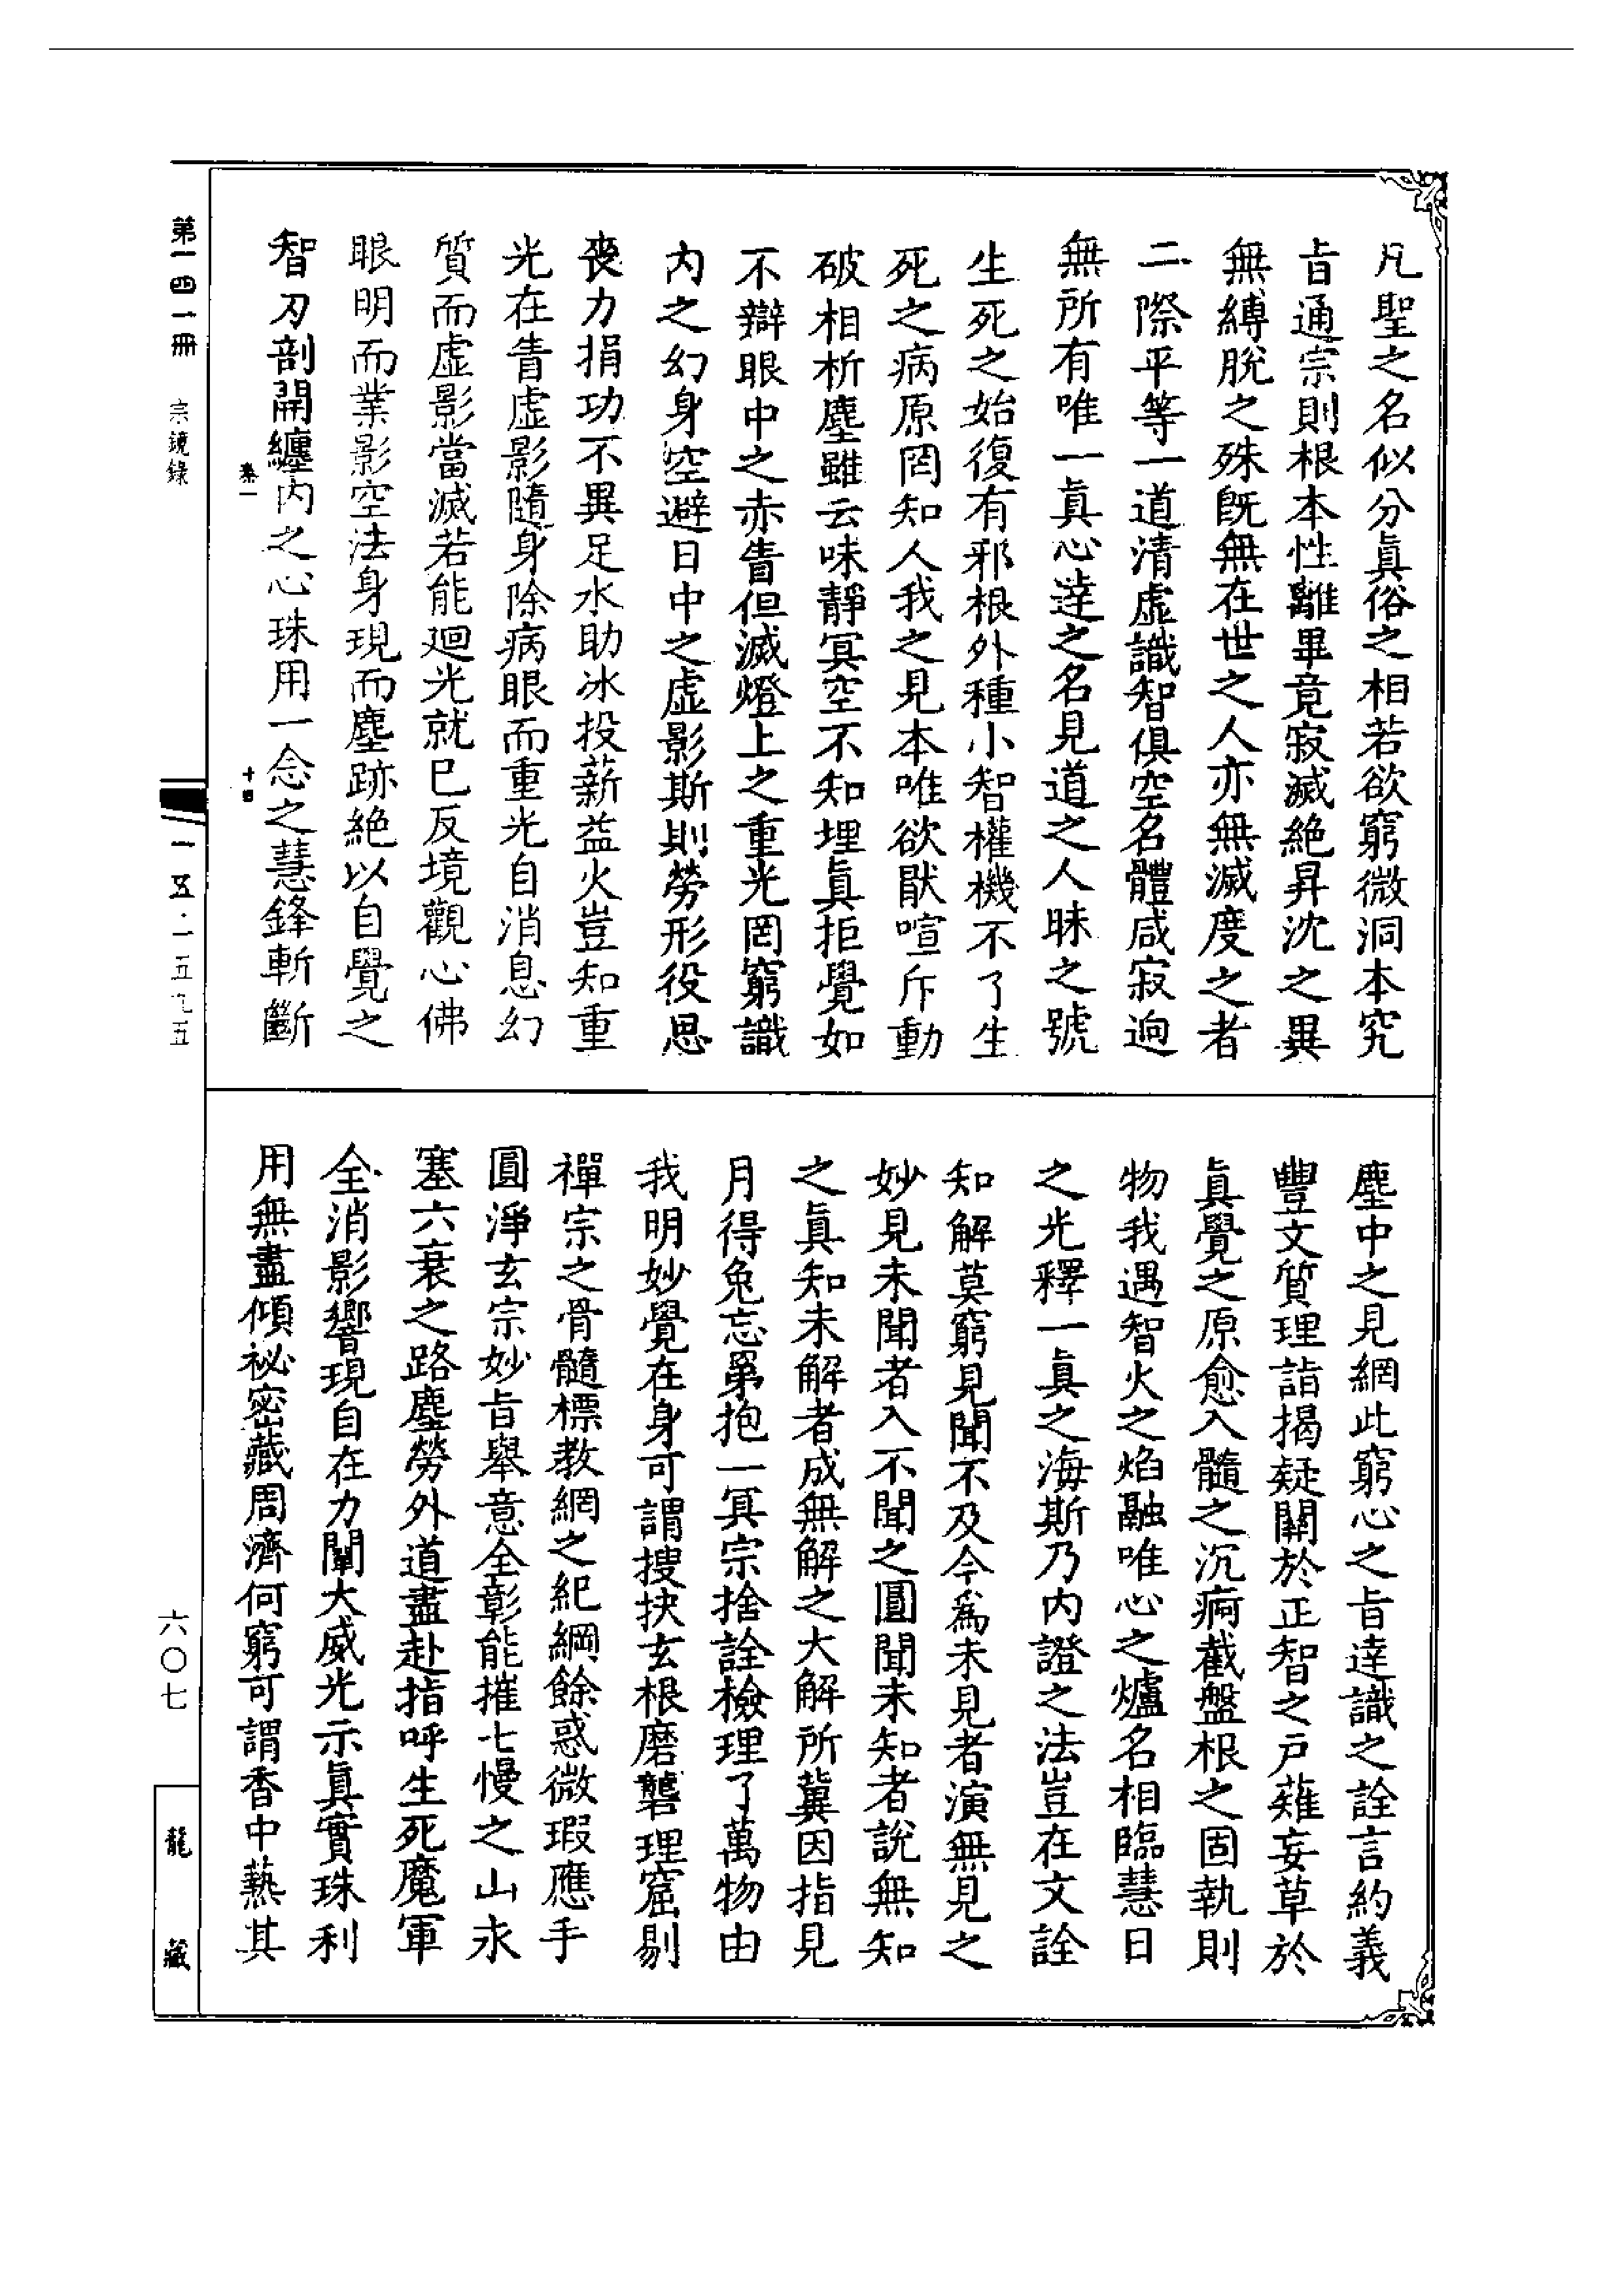 凡聖之名似分眞俗之相若欲窮微洞本究
旨通宗則根本性離畢竟寂滅絶昇沈之異
無縛脫之殊旣無在世之人亦無滅度之者
二際平等一道清虛識智俱空名體咸寂迥
無所有唯一眞心達之名見道之人昧之號
生死之始復有邪根外種小智權機不了生
死之病原罔知人我之見本唯欲猒喧斥動
破相析塵雖云味靜冥空不知埋眞拒覺如
不辯眼中之赤眚但滅燈上之重光罔窮識
內之幻身空避日中之虛影斯則勞形役思
喪力捐功不異足水助冰投薪益火豈知重
光在眚虛影隨身除病眼而重光自消息幻
質而虛影當滅若能廻光就已反境觀心佛
眼明而業影空法身現而塵跡絶以自覺之
智刃剖開纏內之心珠用一念之慧鋒斬斷
塵中之見網此窮心之旨達識之詮言約義
豐文質理詣揭疑關於正智之戸薙妄草於
眞覺之原愈入髓之沉痾截盤根之固執則
物我遇智火之焰融唯心之爐名相臨慧日
之光釋一眞之海斯乃内證之法豈在文詮
知解莫窮見聞不及今爲未見者演無見之
妙見未聞者入不聞之圓聞未知者說無知
之眞知未解者成無解之大解所冀因指見
月得兔忘罤抱一冥宗捨詮檢理了萬物由
我明妙覺在身可謂搜抉玄根磨礱理窟剔
禪宗之骨髓標教網之紀綱餘惑微瑕應手
圓淨玄宗妙旨舉意全彰能摧七慢之山永
塞六衰之路塵勞外道盡赴指呼生死魔軍
全消影響現自在力闡大威光示眞實珠利
用無盡傾祕密藏周濟何窮可謂香中爇其
卷一
十四
第一四一冊
宗鏡錄
一五·一五九五
六〇七
龍藏